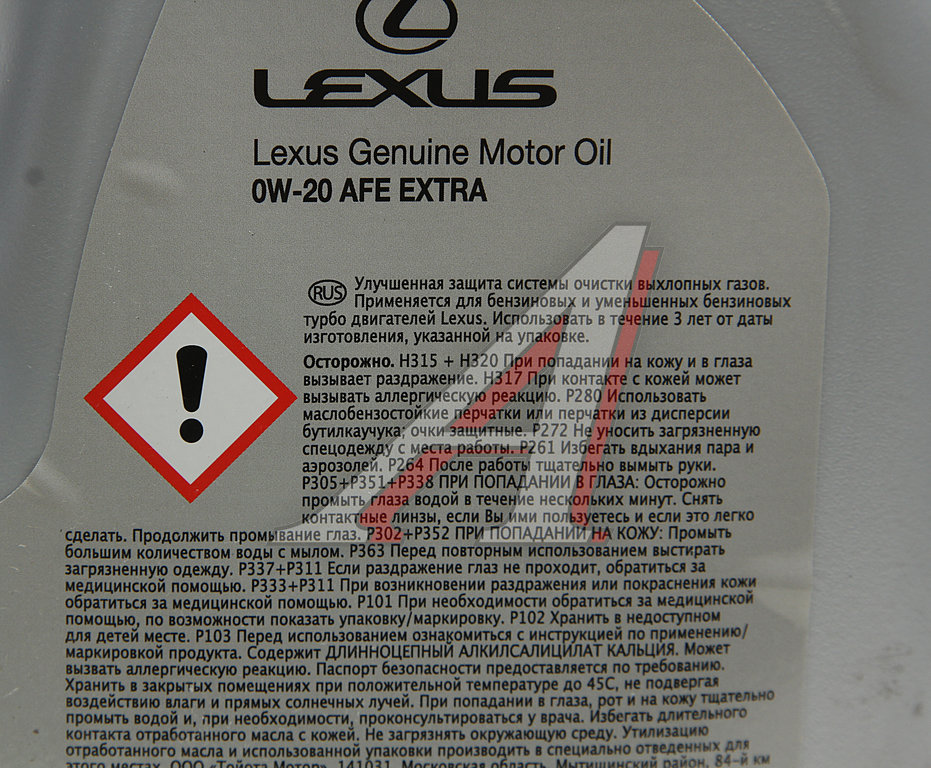 LEXUS
Lexus Genuine Motor Oil
0W-20 AFE EXTRA
RUS Улучшенная защита системы очистки выхлопных газов.
Применяется для бензиновых и уменьшенных бензиновых
турбо двигателей Lexus. Использовать в течение 3 лет от даты
изготовления, указанной на упаковке.
Осторожно. H315 + H320 При попадании на кожу и в глаза
вызывает раздражение. H317 При контакте с кожей может
вызывать аллергическую реакцию. P280 Использовать
маслобензостойкие перчатки или перчатки из дисперсии
бутилкаучука; очки защитные. P272 Не уносить загрязненную
спецодежду с места работы. P261 Избегать вдыхания пара и
аэрозолей. P264 После работы тщательно вымыть руки.
P305+P351+P338 ПРИ ПОПАДАНИИ В ГЛАЗА: Осторожно
промыть глаза водой в течение нескольких минут. Снять
контактные линзы, если Вы ими пользуетесь и если это легко
сделать. Продолжить промывание глаз. P302+P352 ПРИ ПОПАДАНИИ НА КОЖУ: Промыть
большим количеством воды с мылом. P363 Перед повторным использованием выстирать
загрязненную одежду. P337+P311 Если раздражение глаз не проходит, обратиться за
медицинской помощью. P333+P311 При возникновении раздражения или покраснения кожи
обратиться за медицинской помощью. P101 При необходимости обратиться за медицинской
помощью, по возможности показать упаковку/маркировку. P102 Хранить в недоступном
для детей месте. P103 Перед использованием ознакомиться с инструкцией по применению/
маркировкой продукта. Содержит ДЛИННОЦЕПНЫЙ АЛКИЛСАЛИЦИЛАТ КАЛЬЦИЯ. Может
вызвать аллергическую реакцию. Паспорт безопасности предоставляется по требованию.
Хранить в закрытых помещениях при положительной температуре до 45С, не подвергая
воздействию влаги и прямых солнечных лучей. При попадании в глаза, рот и на кожу тщательно
промыть водой и, при необходимости, проконсультироваться у врача. Избегать длительного
контакта отработанного масла с кожей. Не загрязнять окружающую среду. Утилизацию
отработанного масла и использованной упаковки производить в специально отведенных для
этого местах. ООО «Тойота Мотор», 141031, Московская область, Мытищинский район, 84-й км